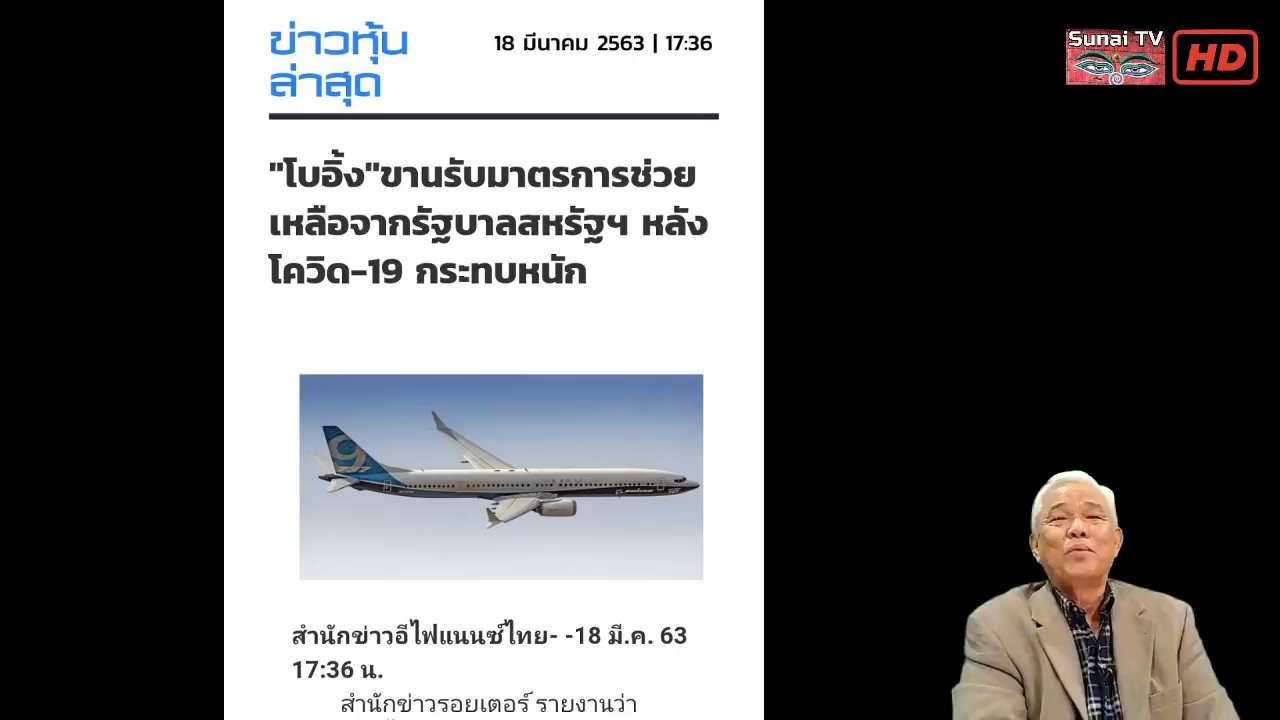 ข่าวหุ้น
ล่าสุด
18 มีนาคม 2563 | 17:36
Sunai TV
HD
"โบอิ้ง"ขานรับมาตรการช่วย
เหลือจากรัฐบาลสหรัฐฯ หลัง
โควิด-19 กระทบหนัก
9
สำนักข่าวอีไฟแนนซ์ไทย- -18 มี.ค. 63
17:36 น.
สำนักข่าวรอยเตอร์ รายงานว่า